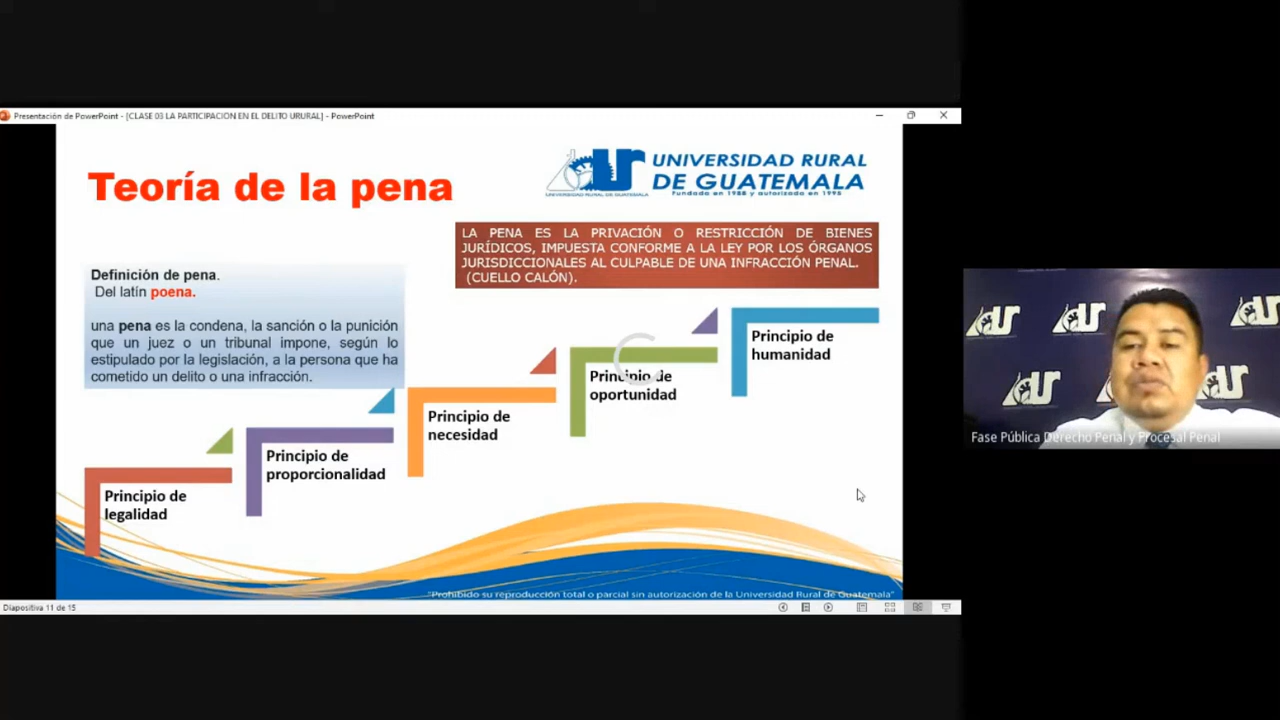 Presentación de PowerPoint - [CLASE 03 LA PARTICIPACION EN EL DELITO URURAL] - PowerPoint
Teoría de la pena
UR
UNIVERSIDAD RURAL DE GUATEMALA
UNIVERSIDAD RURAL
DE GUATEMALA
Fundada en 1988 y autorizada en 1995
LA PENA ES LA PRIVACIÓN O RESTRICCIÓN DE BIENES
JURÍDICOS, IMPUESTA CONFORME A LA LEY POR LOS ÓRGANOS
JURISDICCIONALES AL CULPABLE DE UNA INFRACCIÓN PENAL.
(CUELLO CALÓN).
Definición de pena.
Del latín poena.
una pena es la condena, la sanción o la punición
que un juez o un tribunal impone, según lo
estipulado por la legislación, a la persona que ha
cometido un delito o una infracción.
Principio de
legalidad
Principio de
proporcionalidad
Principio de
necesidad
Principio de
oportunidad
Principio de
humanidad
"Prohibido su reproducción total o parcial sin autorización de la Universidad Rural de Guatemala"
Diapositiva 11 de 15
Fase Pública Derecho Penal y Procesal Penal